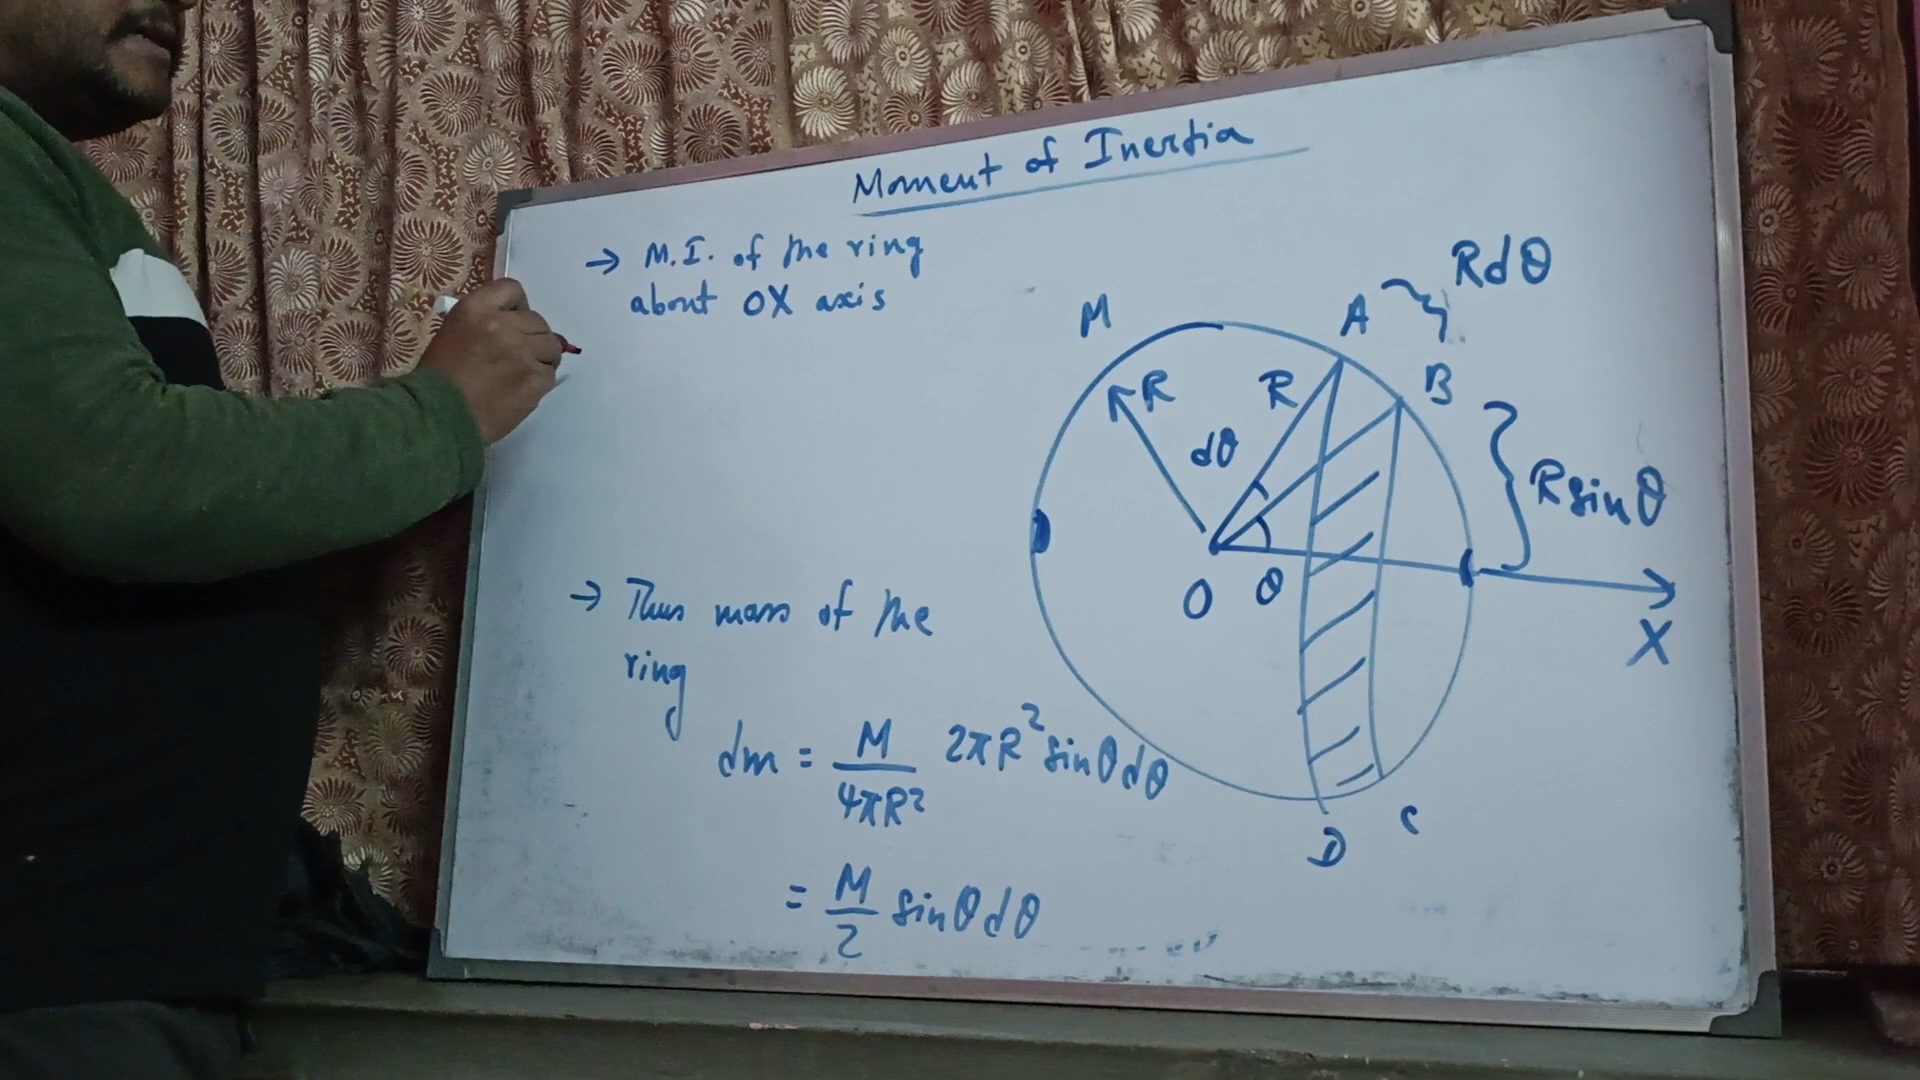 Moment of Inertia
→ M.I. of the ring
about OX axis
→ Thus mass of the
ring
dm = M/4πR² 2πR² sinθdθ
= M/2 sinθdθ
M
A
Rdθ
B
R
R
dθ
Rsinθ
O
θ
X
D
C